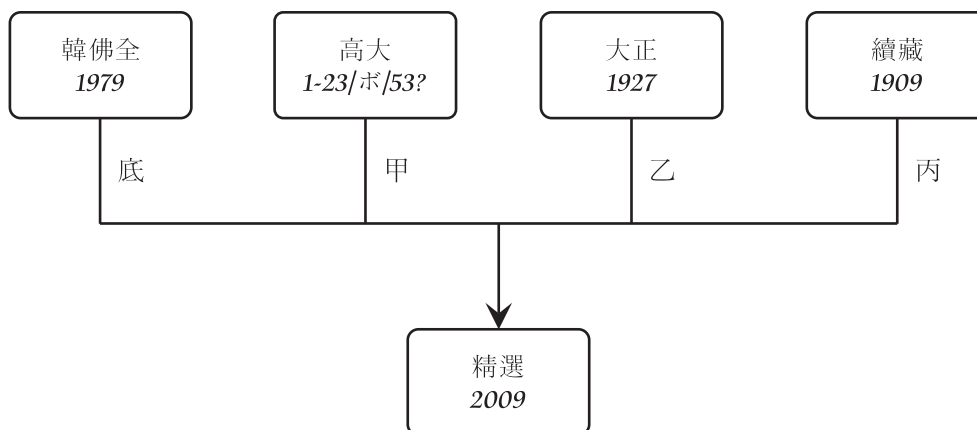 韓佛全
1979
高大
1-23/ボ/53?
大正
1927
續藏
1909
底
甲
乙
丙
精選
2009